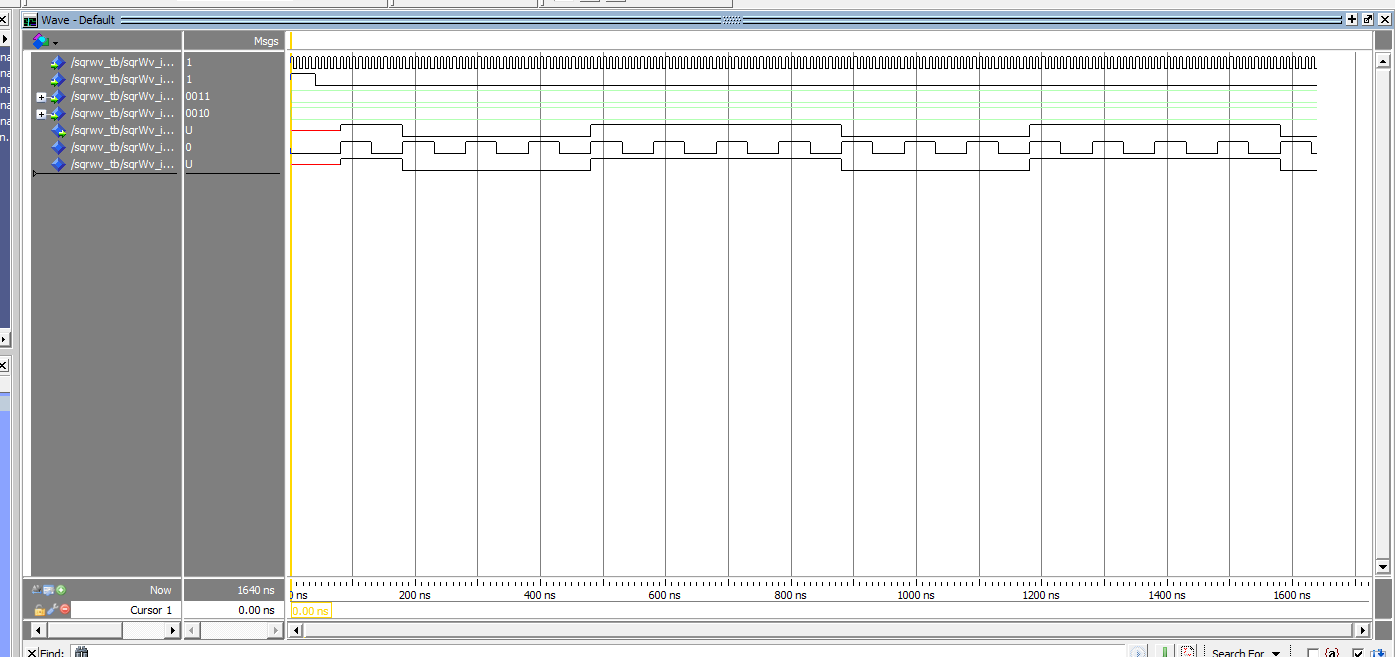 Wave - Default
Msgs
/sqrwv_tb/sqrWv_i... 1
/sqrwv_tb/sqrWv_i... 1
/sqrwv_tb/sqrWv_i... 0011
/sqrwv_tb/sqrWv_i... 0010
/sqrwv_tb/sqrWv_i... U
/sqrwv_tb/sqrWv_i... 0
/sqrwv_tb/sqrWv_i... U
Now 1640 ns
ns 200 ns 400 ns 600 ns 800 ns 1000 ns 1200 ns 1400 ns 1600 ns
Cursor 1 0.00 ns 0.00 ns
Find: Search For